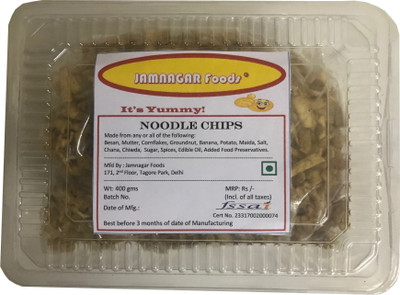 JAMNAGAR FOODS®
It's Yummy!
NOODLE CHIPS
Made from any or all of the following:
Besan, Mutter, Cornflakes, Groundnut, Banana, Potato, Maida, Salt,
Chana, Chiwda, Sugar, Spices, Edible Oil, Added Food Preservatives.
Mfd By : Jamnagar Foods
171, 2nd Floor, Tagore Park, Delhi
Wt: 400 gms
MRP: Rs /-
Batch No.
(Incl. of all taxes)
Date of Mfg.:
fssai
Cert No. 23317002000074
Best before 3 months of date of Manufacturing